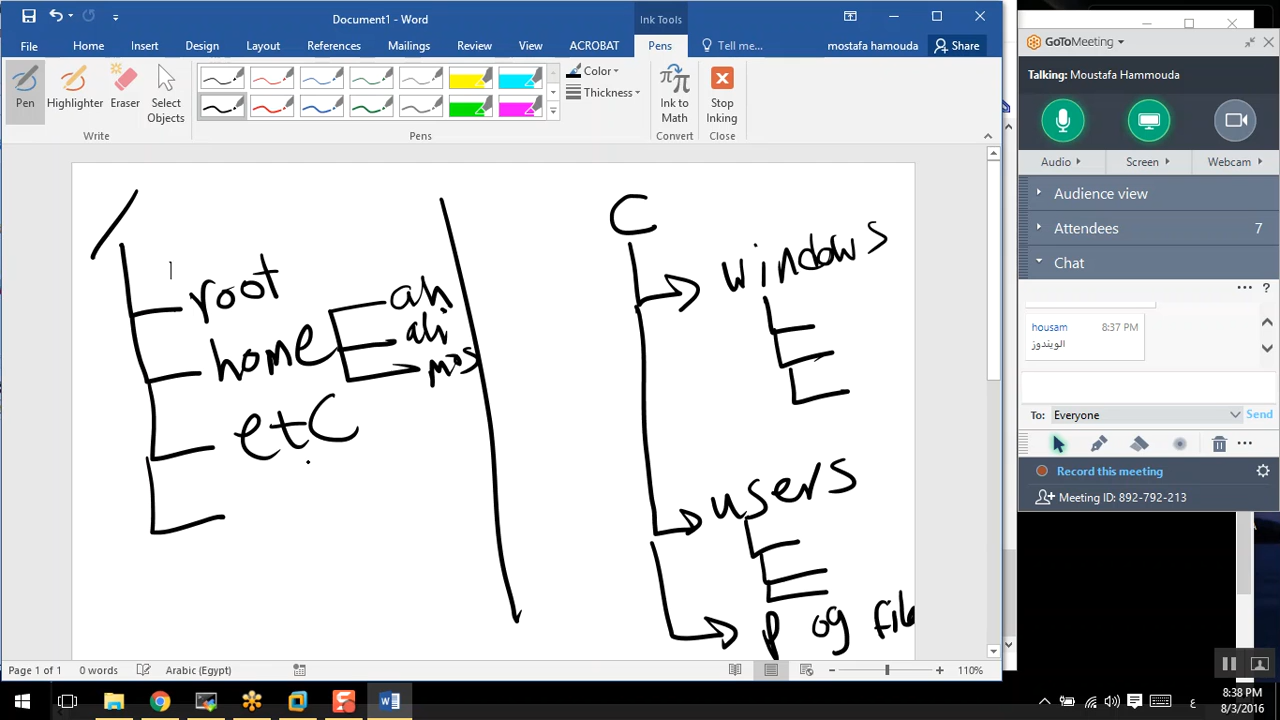 Document1 - Word
Ink Tools
File
Home
Insert
Design
Layout
References
Mailings
Review
View
ACROBAT
Pens
Tell me...
mostafa hamouda
Share
Pen
Highlighter
Eraser
Select Objects
Color
Thickness
Ink to Math
Stop Inking
Write
Pens
Convert
Close
/
root
home
ah
ali
mos
etc
C
windows
users
p og file
Page 1 of 1
0 words
Arabic (Egypt)
110%
GoToMeeting
Talking: Moustafa Hammouda
Audio
Screen
Webcam
Audience view
Attendees
7
Chat
?
housam
8:37 PM
الويندوز
To:
Everyone
Send
Record this meeting
Meeting ID: 892-792-213
ع
8:38 PM
8/3/2016